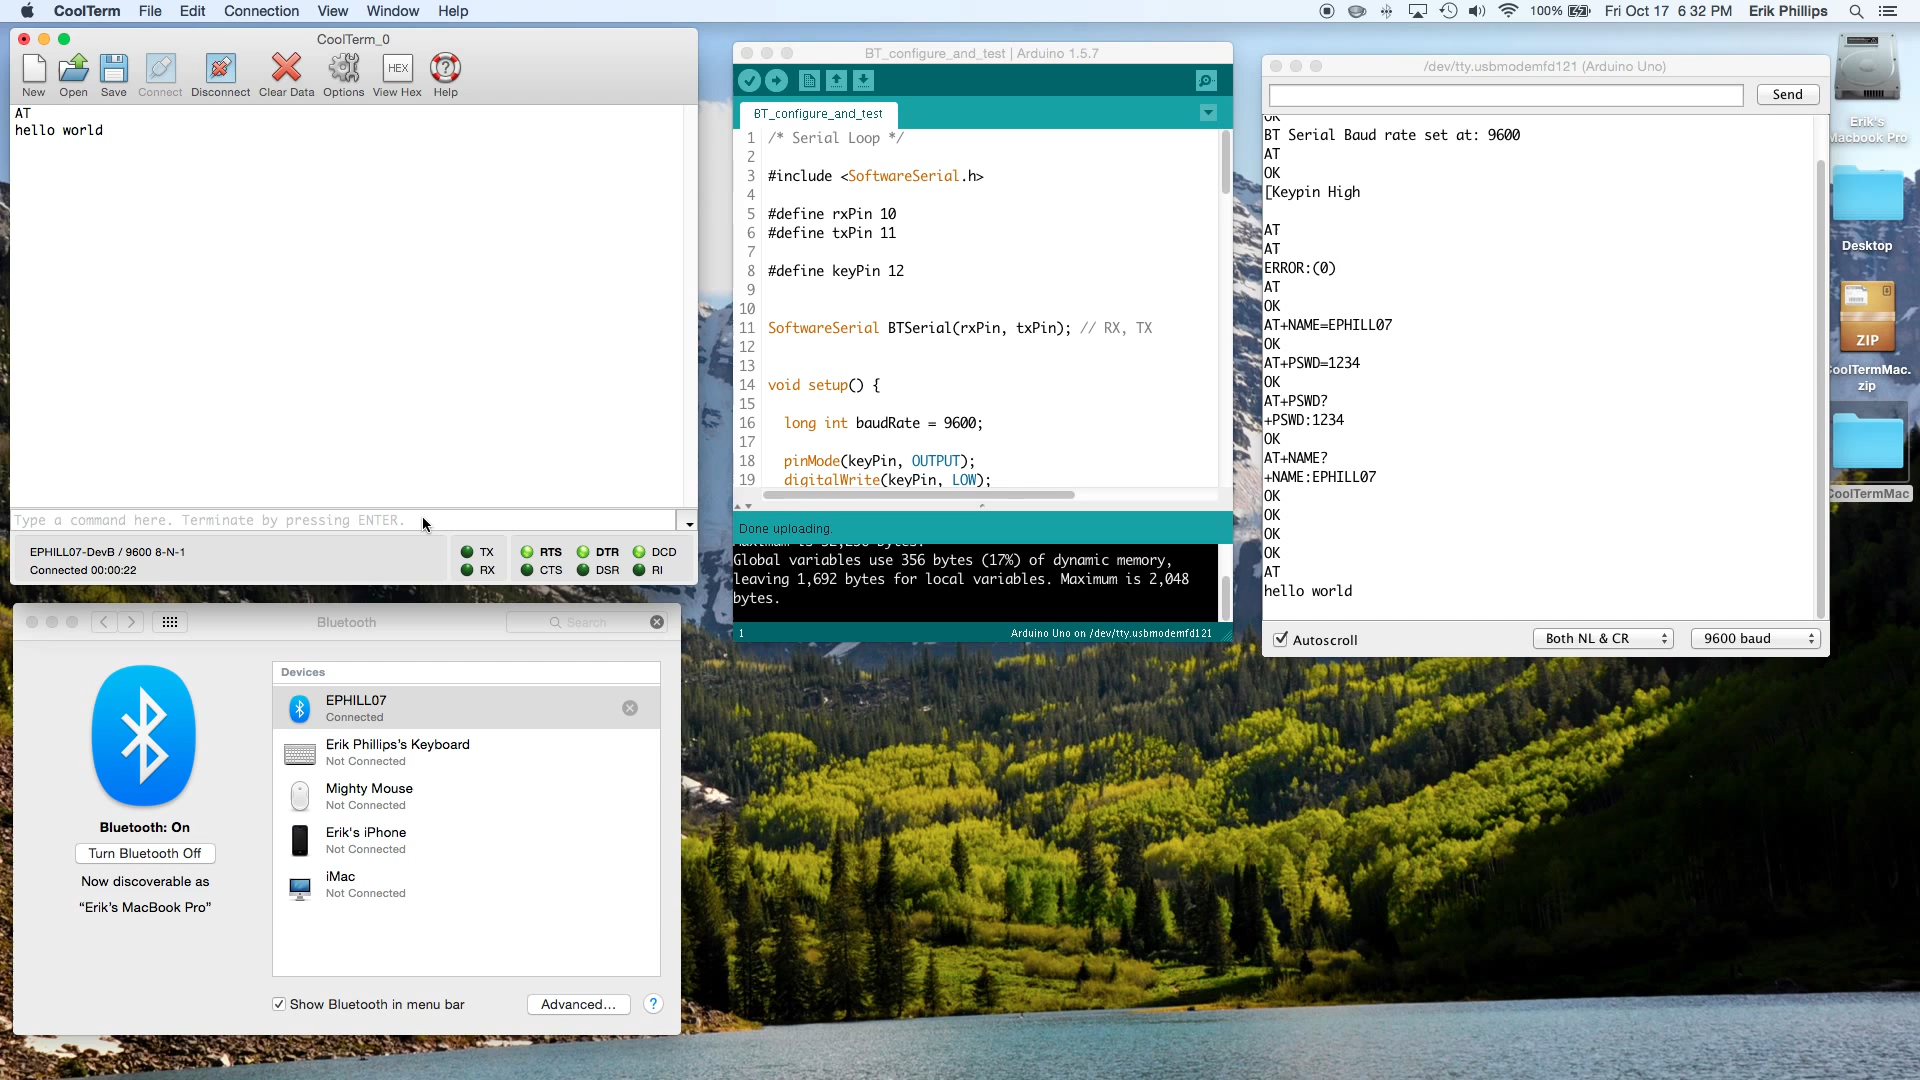 CoolTerm File Edit Connection View Window Help
100% Fri Oct 17 6 32 PM Erik Phillips
CoolTerm_0
New Open Save Connect Disconnect Clear Data Options View Hex Help
HEX
AT
hello world
Type a command here. Terminate by pressing ENTER.
EPHILL07-DevB / 9600 8-N-1
Connected 00:00:22
TX RTS DTR DCD
RX CTS DSR RI
Bluetooth
Search
Bluetooth: On
Turn Bluetooth Off
Now discoverable as
“Erik's MacBook Pro”
Devices
EPHILL07
Connected
Erik Phillips's Keyboard
Not Connected
Mighty Mouse
Not Connected
Erik's iPhone
Not Connected
iMac
Not Connected
Show Bluetooth in menu bar
Advanced...
?
BT_configure_and_test | Arduino 1.5.7
BT_configure_and_test
1 /* Serial Loop */
2
3 #include <SoftwareSerial.h>
4
5 #define rxPin 10
6 #define txPin 11
7
8 #define keyPin 12
9
10
11 SoftwareSerial BTSerial(rxPin, txPin); // RX, TX
12
13
14 void setup() {
15
16 long int baudRate = 9600;
17
18 pinMode(keyPin, OUTPUT);
19 digitalWrite(keyPin, LOW);
Done uploading.
Global variables use 356 bytes (17%) of dynamic memory,
leaving 1,692 bytes for local variables. Maximum is 2,048
bytes.
1 Arduino Uno on /dev/tty.usbmodemfd121
/dev/tty.usbmodemfd121 (Arduino Uno)
Send
OK
BT Serial Baud rate set at: 9600
AT
OK
[Keypin High
AT
AT
ERROR:(0)
AT
OK
AT+NAME=EPHILL07
OK
AT+PSWD=1234
OK
AT+PSWD?
+PSWD:1234
OK
AT+NAME?
+NAME:EPHILL07
OK
OK
OK
OK
AT
hello world
Autoscroll
Both NL & CR
9600 baud
Erik's
Macbook Pro
Desktop
ZIP
CoolTermMac.
zip
CoolTermMac